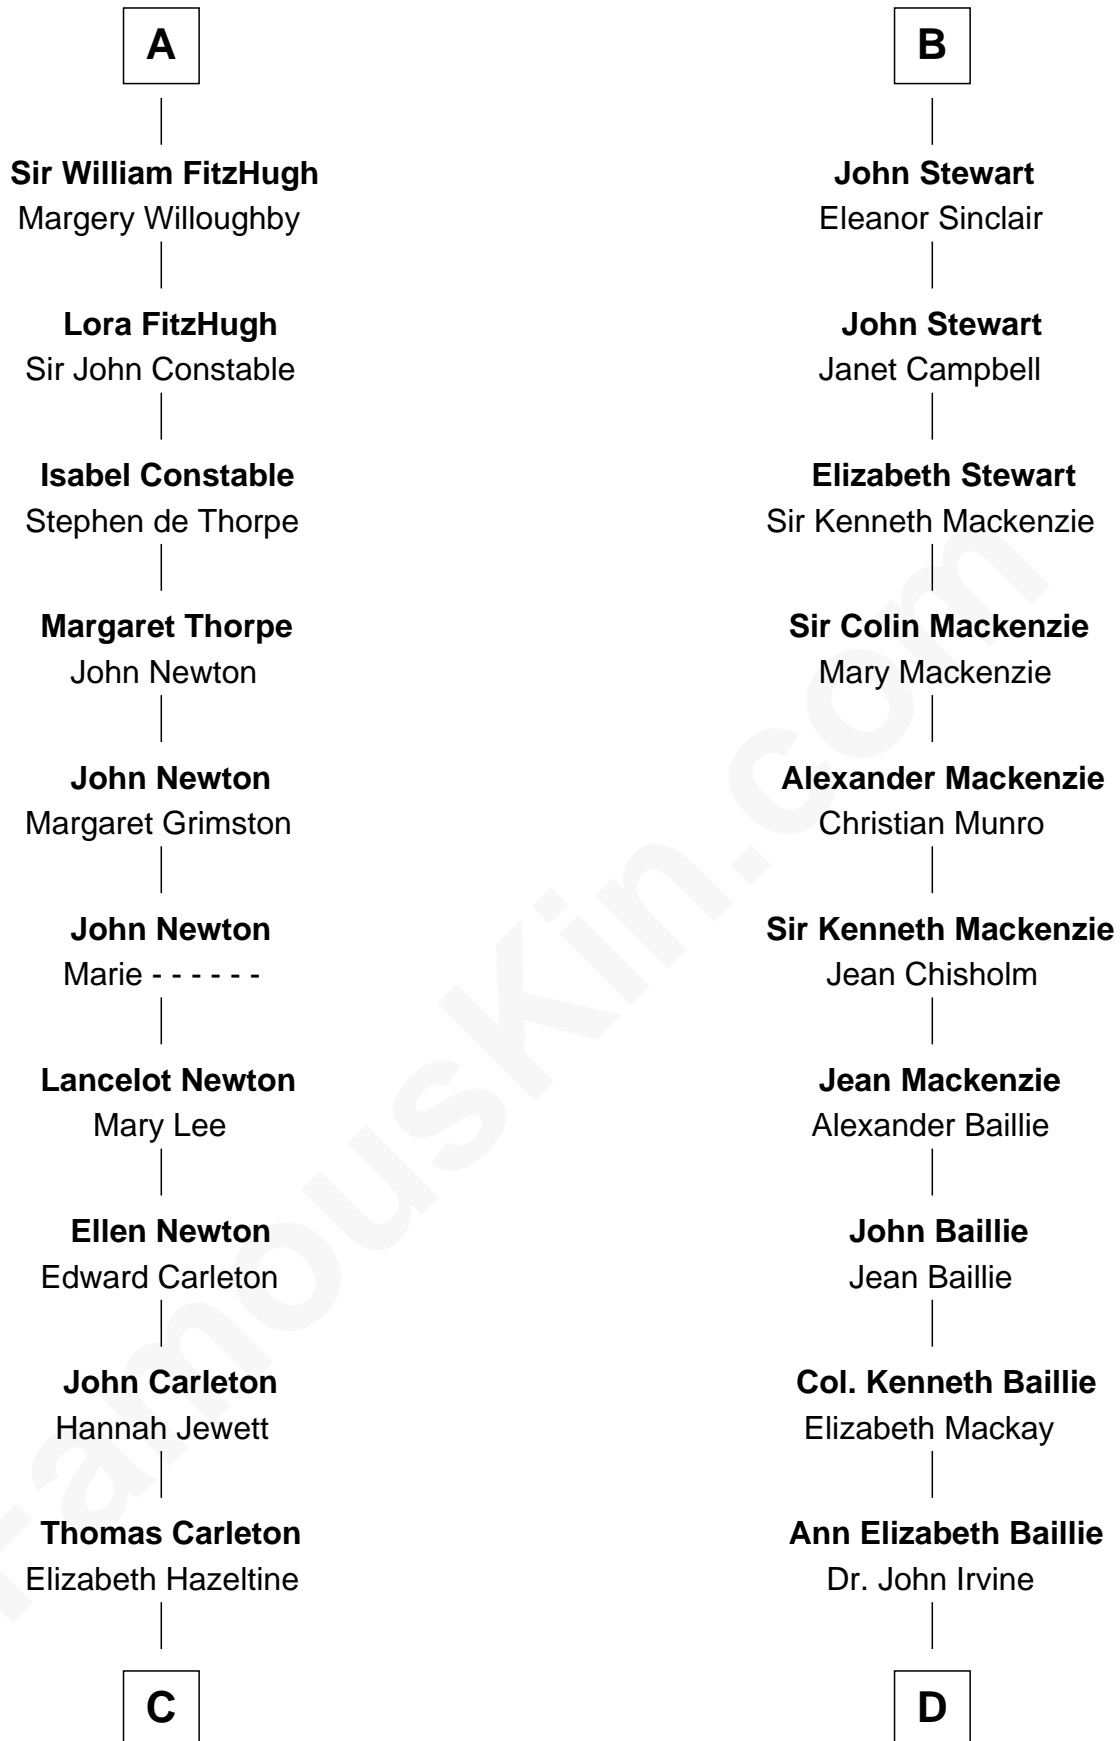 A
Sir William FitzHugh
Margery Willoughby
Lora FitzHugh
Sir John Constable
Isabel Constable
Stephen de Thorpe
Margaret Thorpe
John Newton
John Newton
Margaret Grimston
John Newton
Marie - - - - - -
Lancelot Newton
Mary Lee
Ellen Newton
Edward Carleton
John Carleton
Hannah Jewett
Thomas Carleton
Elizabeth Hazeltine
C
B
John Stewart
Eleanor Sinclair
John Stewart
Janet Campbell
Elizabeth Stewart
Sir Kenneth Mackenzie
Sir Colin Mackenzie
Mary Mackenzie
Alexander Mackenzie
Christian Munro
Sir Kenneth Mackenzie
Jean Chisholm
Jean Mackenzie
Alexander Baillie
John Baillie
Jean Baillie
Col. Kenneth Baillie
Elizabeth Mackay
Ann Elizabeth Baillie
Dr. John Irvine
D
FamousKin.com